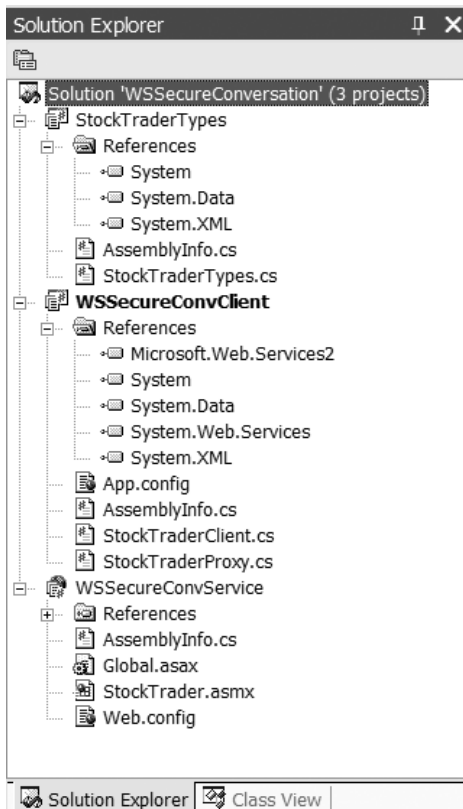 Solution Explorer
Solution 'WSSecureConversation' (3 projects)
StockTraderTypes
References
System
System.Data
System.XML
AssemblyInfo.cs
StockTraderTypes.cs
WSSecureConvClient
References
Microsoft.Web.Services2
System
System.Data
System.Web.Services
System.XML
App.config
AssemblyInfo.cs
StockTraderClient.cs
StockTraderProxy.cs
WSSecureConvService
References
AssemblyInfo.cs
Global.asax
StockTrader.asmx
Web.config
Solution Explorer Class View